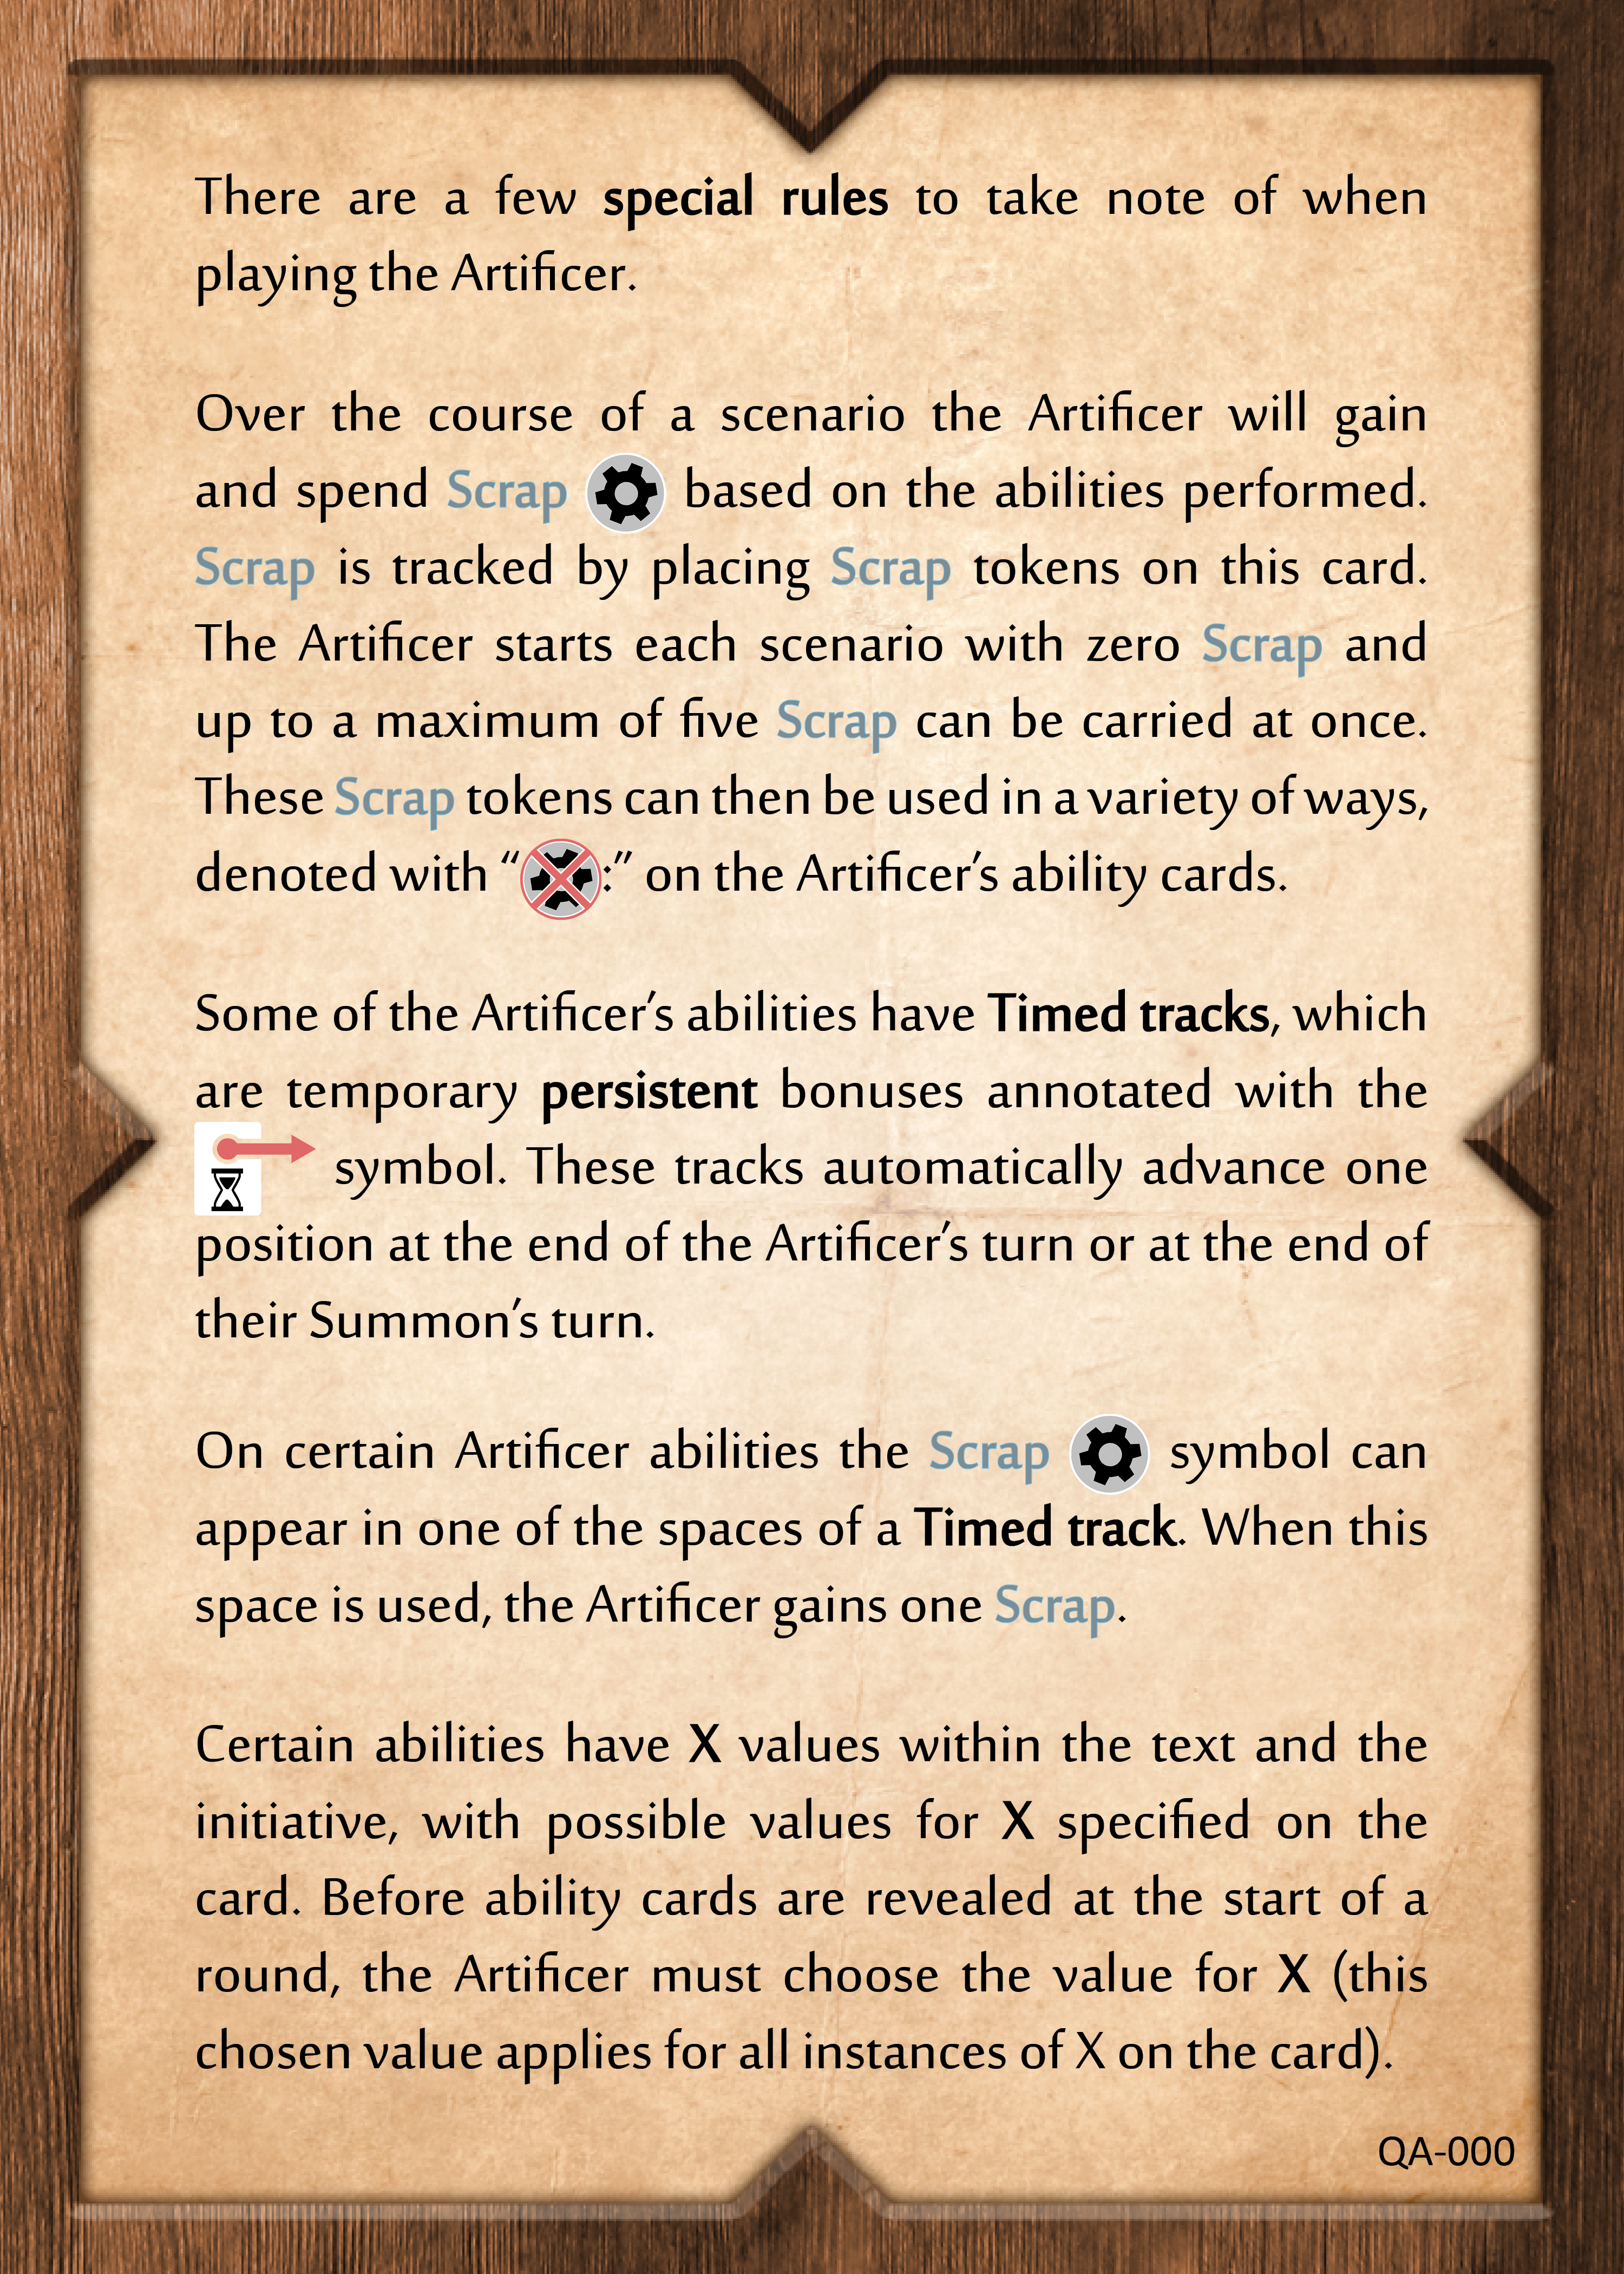 There are a few special rules to take note of when
playing the Artificer.
Over the course of a scenario the Artificer will gain
and spend Scrap based on the abilities performed.
Scrap is tracked by placing Scrap tokens on this card.
The Artificer starts each scenario with zero Scrap and
up to a maximum of five Scrap can be carried at once.
These Scrap tokens can then be used in a variety of ways,
denoted with “:” on the Artificer’s ability cards.
Some of the Artificer’s abilities have Timed tracks, which
are temporary persistent bonuses annotated with the
symbol. These tracks automatically advance one
position at the end of the Artificer’s turn or at the end of
their Summon’s turn.
On certain Artificer abilities the Scrap symbol can
appear in one of the spaces of a Timed track. When this
space is used, the Artificer gains one Scrap.
Certain abilities have X values within the text and the
initiative, with possible values for X specified on the
card. Before ability cards are revealed at the start of a
round, the Artificer must choose the value for X (this
chosen value applies for all instances of X on the card).
QA-000